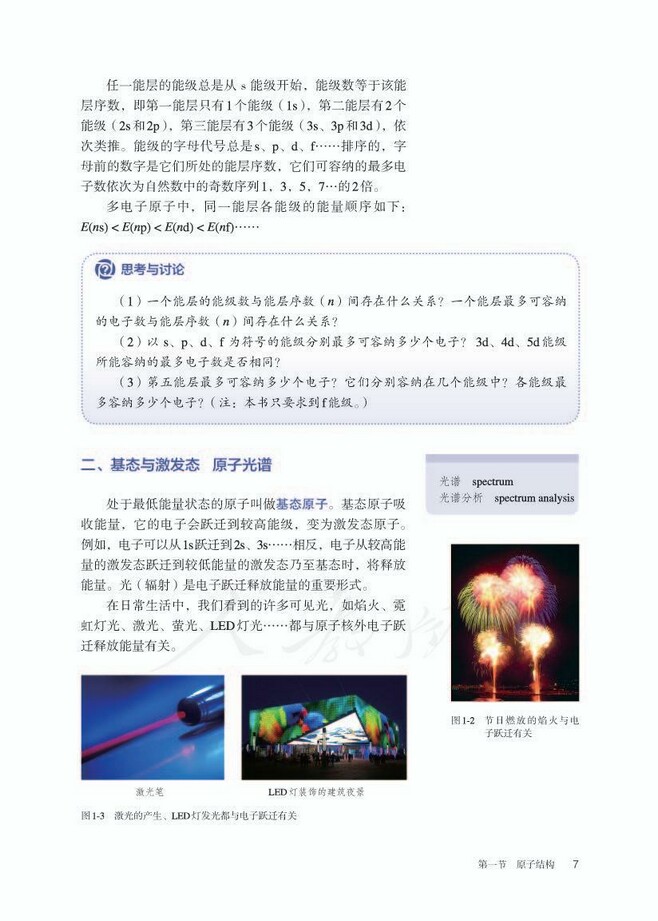 任一能层的能级总是从 s 能级开始，能级数等于该能
层序数，即第一能层只有1个能级（1s），第二能层有2个
能级（2s和2p），第三能层有3个能级（3s、3p和3d），依
次类推。能级的字母代号总是s、p、d、f……排序的，字
母前的数字是它们所处的能层序数，它们可容纳的最多电
子数依次为自然数中的奇数序列1，3，5，7…的2倍。
多电子原子中，同一能层各能级的能量顺序如下：
E(ns) < E(np) < E(nd) < E(nf)……
思考与讨论
（1）一个能层的能级数与能层序数（n）间存在什么关系？一个能层最多可容纳
的电子数与能层序数（n）间存在什么关系？
（2）以 s、p、d、f 为符号的能级分别最多可容纳多少个电子？ 3d、4d、5d能级
所能容纳的最多电子数是否相同？
（3）第五能层最多可容纳多少个电子？它们分别容纳在几个能级中？各能级最
多容纳多少个电子？（注：本书只要求到f能级。）
二、基态与激发态 原子光谱
处于最低能量状态的原子叫做基态原子。基态原子吸
收能量，它的电子会跃迁到较高能级，变为激发态原子。
例如，电子可以从1s跃迁到2s、3s……相反，电子从较高能
量的激发态跃迁到较低能量的激发态乃至基态时，将释放
能量。光（辐射）是电子跃迁释放能量的重要形式。
在日常生活中，我们看到的许多可见光，如焰火、霓
虹灯光、激光、萤光、LED灯光……都与原子核外电子跃
迁释放能量有关。
光谱 spectrum
光谱分析 spectrum analysis
图1-2 节日燃放的焰火与电
子跃迁有关
激光笔
LED灯装饰的建筑夜景
图1-3 激光的产生、LED灯发光都与电子跃迁有关
第一节 原子结构 7